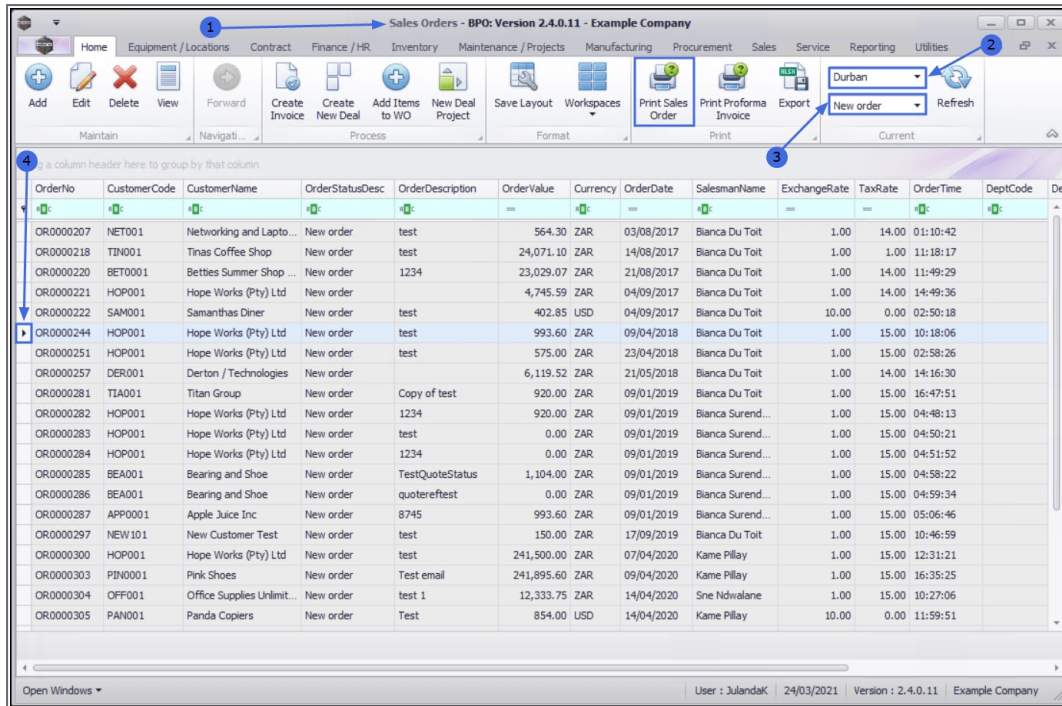 1
Sales Orders - BPO: Version 2.4.0.11 - Example Company
Home Equipment / Locations Contract Finance / HR Inventory Maintenance / Projects Manufacturing Procurement Sales Service Reporting Utilities
2
Add Edit Delete View Forward Create Invoice Create New Deal Add Items to WO New Deal Project Save Layout Workspaces Print Sales Order Print Proforma Invoice Export Durban Refresh
New order
Maintain Navigati... Process Format Print Current
3
4
a column header here to group by that column
OrderNo CustomerCode CustomerName OrderStatusDesc OrderDescription OrderValue Currency OrderDate SalesmanName ExchangeRate TaxRate OrderTime DeptCode De
OR0000207 NET001 Networking and Lapto... New order test 564.30 ZAR 03/08/2017 Bianca Du Toit 1.00 14.00 01:10:42
OR0000218 TIN001 Tinas Coffee Shop New order test 24,071.10 ZAR 14/08/2017 Bianca Du Toit 1.00 1.00 11:18:17
OR0000220 BET0001 Betties Summer Shop ... New order 1234 23,029.07 ZAR 21/08/2017 Bianca Du Toit 1.00 14.00 11:49:29
OR0000221 HOP001 Hope Works (Pty) Ltd New order 4,745.59 ZAR 04/09/2017 Bianca Du Toit 1.00 14.00 14:49:36
OR0000222 SAM001 Samanthas Diner New order test 402.85 USD 04/09/2017 Bianca Du Toit 10.00 0.00 02:50:18
OR0000244 HOP001 Hope Works (Pty) Ltd New order test 993.60 ZAR 09/04/2018 Bianca Du Toit 1.00 15.00 10:18:06
OR0000251 HOP001 Hope Works (Pty) Ltd New order test 575.00 ZAR 23/04/2018 Bianca Du Toit 1.00 15.00 02:58:26
OR0000257 DER001 Derton / Technologies New order 6,119.52 ZAR 21/05/2018 Bianca Du Toit 1.00 14.00 14:16:30
OR0000281 TIA001 Titan Group New order Copy of test 920.00 ZAR 09/01/2019 Bianca Du Toit 1.00 15.00 16:47:51
OR0000282 HOP001 Hope Works (Pty) Ltd New order 1234 920.00 ZAR 09/01/2019 Bianca Surend... 1.00 15.00 04:48:13
OR0000283 HOP001 Hope Works (Pty) Ltd New order test 0.00 ZAR 09/01/2019 Bianca Surend... 1.00 15.00 04:50:21
OR0000284 HOP001 Hope Works (Pty) Ltd New order 1234 0.00 ZAR 09/01/2019 Bianca Surend... 1.00 15.00 04:51:52
OR0000285 BEA001 Bearing and Shoe New order TestQuoteStatus 1,104.00 ZAR 09/01/2019 Bianca Surend... 1.00 15.00 04:58:22
OR0000286 BEA001 Bearing and Shoe New order quotereftest 0.00 ZAR 09/01/2019 Bianca Surend... 1.00 15.00 04:59:34
OR0000287 APP0001 Apple Juice Inc New order 8745 993.60 ZAR 09/01/2019 Bianca Surend... 1.00 15.00 05:06:46
OR0000297 NEW101 New Customer Test New order test 150.00 ZAR 17/09/2019 Bianca Du Toit 1.00 15.00 10:46:59
OR0000300 HOP001 Hope Works (Pty) Ltd New order test 241,500.00 ZAR 07/04/2020 Kame Pillay 1.00 15.00 12:31:21
OR0000303 PIN0001 Pink Shoes New order Test email 241,895.60 ZAR 09/04/2020 Kame Pillay 1.00 15.00 16:35:25
OR0000304 OFF001 Office Supplies Unlimit... New order test 1 12,333.75 ZAR 14/04/2020 Sne Ndwalane 1.00 15.00 10:27:06
OR0000305 PAN001 Panda Copiers New order Test 854.00 USD 14/04/2020 Kame Pillay 10.00 0.00 11:59:51
Open Windows User : JulandaK 24/03/2021 Version : 2.4.0.11 Example Company